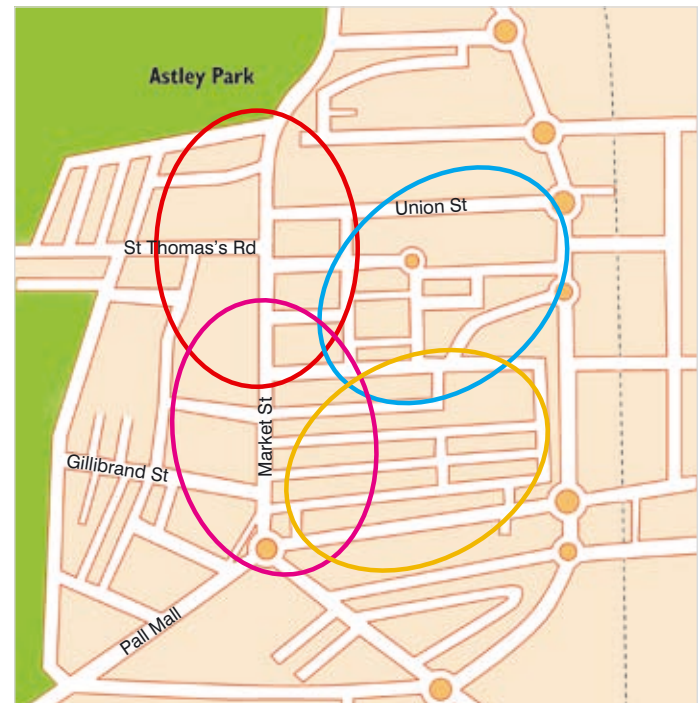 Astley Park
Union St
St Thomas's Rd
Market St
Gillibrand St
Pall Mall